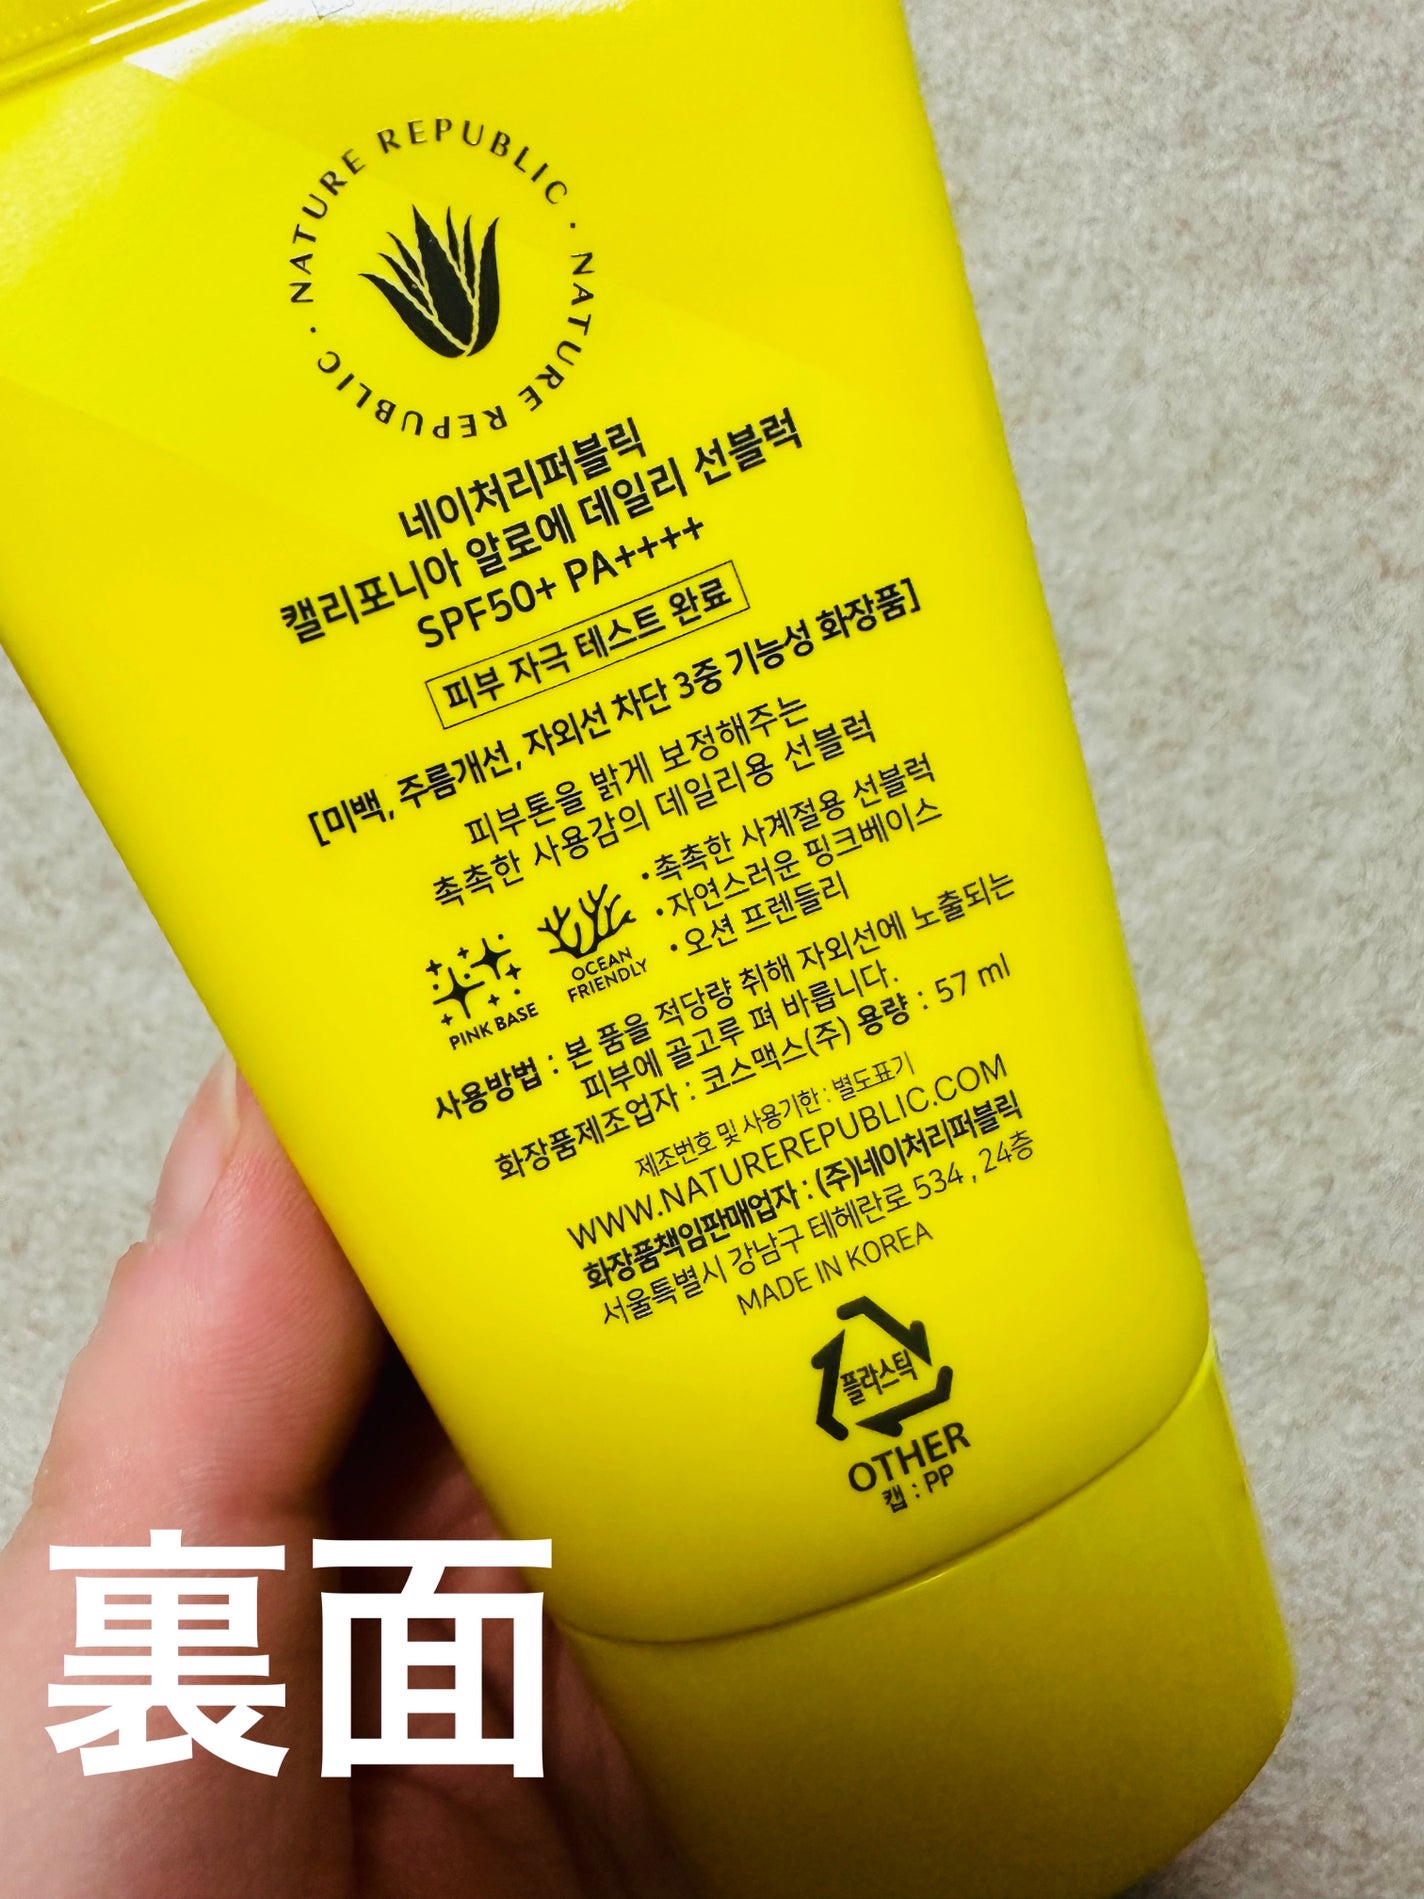 NATURE REPUBLIC · NATURE REPUBLIC ·
네이처리퍼블릭
캘리포니아 알로에 데일리 선블럭
SPF50+ PA++++
피부 자극 테스트 완료
[미백, 주름개선, 자외선 차단 3중 기능성 화장품]
피부톤을 밝게 보정해주는
촉촉한 사용감의 데일리용 선블럭
PINK BASE
OCEAN
FRIENDLY
•촉촉한 사계절용 선블럭
•자연스러운 핑크베이스
•오션 프렌들리
사용방법 : 본 품을 적당량 취해 자외선에 노출되는
피부에 골고루 펴 바릅니다.
화장품제조업자 : 코스맥스(주) 용량 : 57 ml
제조번호 및 사용기한 : 별도표기
WWW.NATUREREPUBLIC.COM
화장품책임판매업자 : (주)네이처리퍼블릭
서울특별시 강남구 테헤란로 534 , 24층
MADE IN KOREA
플라스틱
OTHER
캡 : PP
裏面